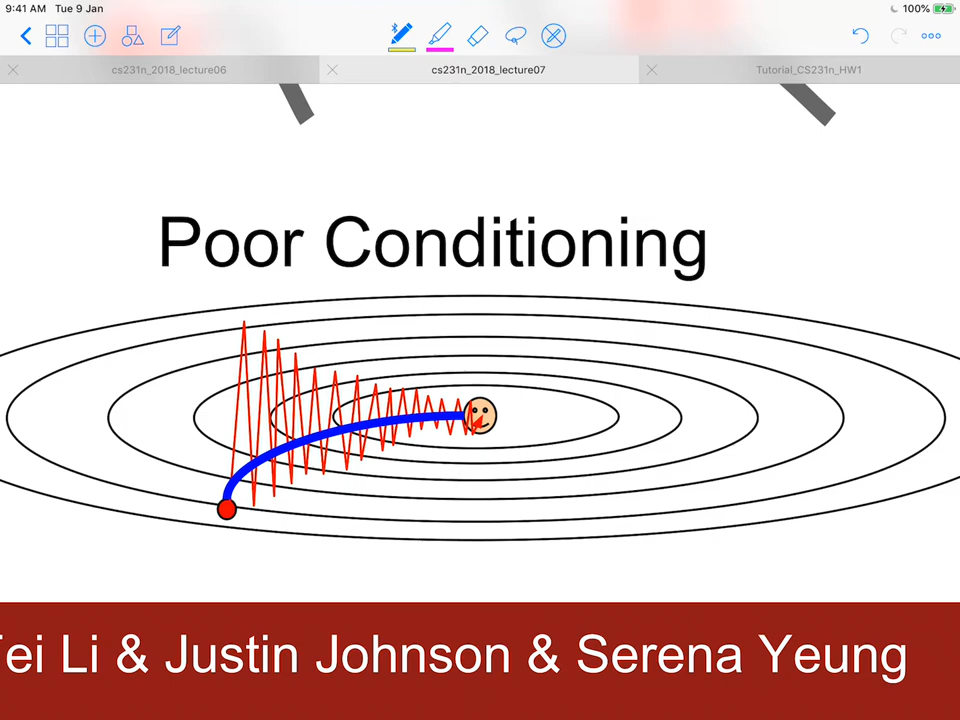 9:41 AM Tue 9 Jan
100%
cs231n_2018_lecture06
cs231n_2018_lecture07
Tutorial_CS231n_HW1
Poor Conditioning
ei Li & Justin Johnson & Serena Yeung